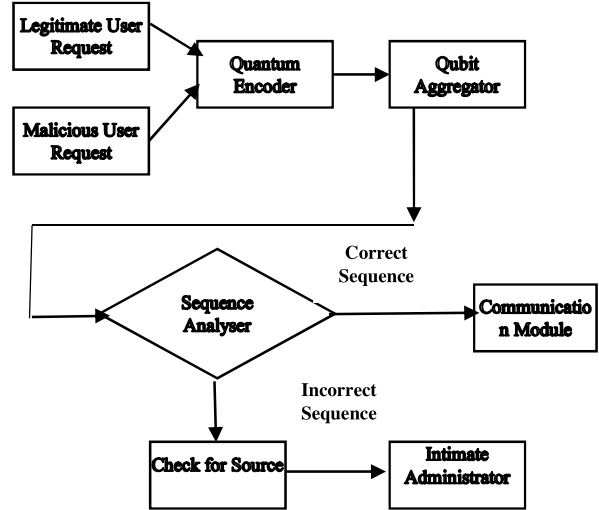 Legitimate User
Request
Quantum
Encoder
Qubit
Aggregator
Malicious User
Request
Correct
Sequence
Sequence
Analyser
Communicatio
n Module
Incorrect
Sequence
Check for Source
Intimate
Administrator